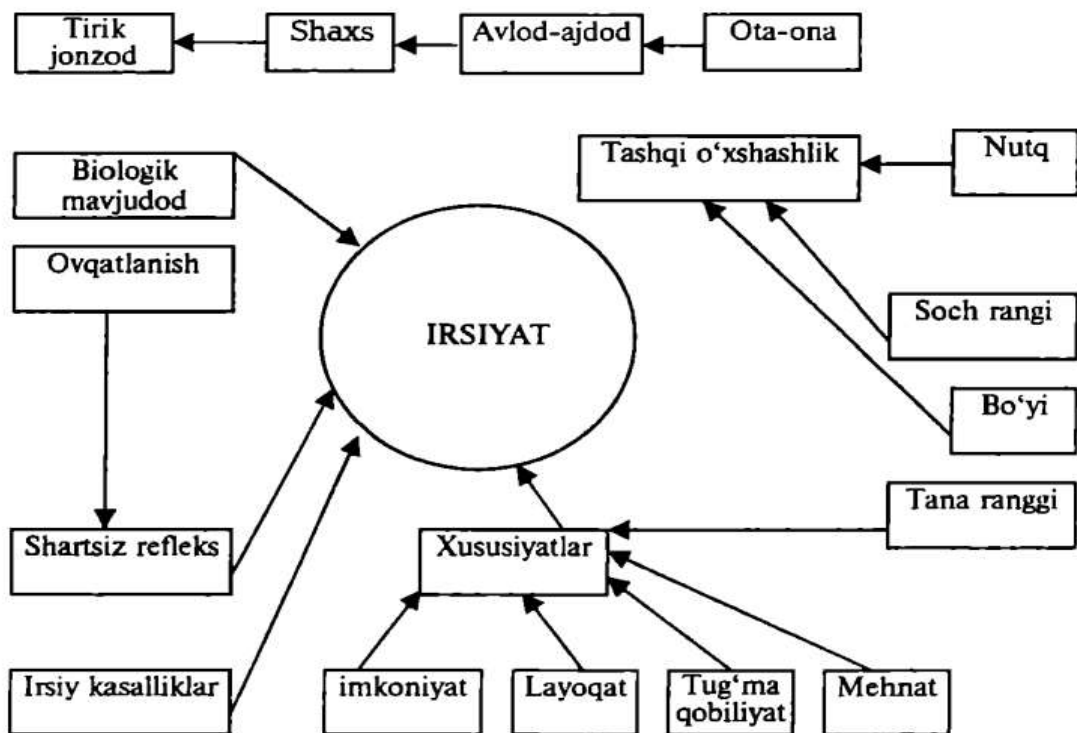 Tirik
jonzod
Shaxs
Avlod-ajdod
Ota-ona
Biologik
mavjudod
Tashqi o‘xshashlik
Nutq
Ovqatlanish
IRSIYAT
Soch rangi
Bo‘yi
Tana ranggi
Shartsiz refleks
Xususiyatlar
Irsiy kasalliklar
imkoniyat
Layoqat
Tug‘ma
qobiliyat
Mehnat